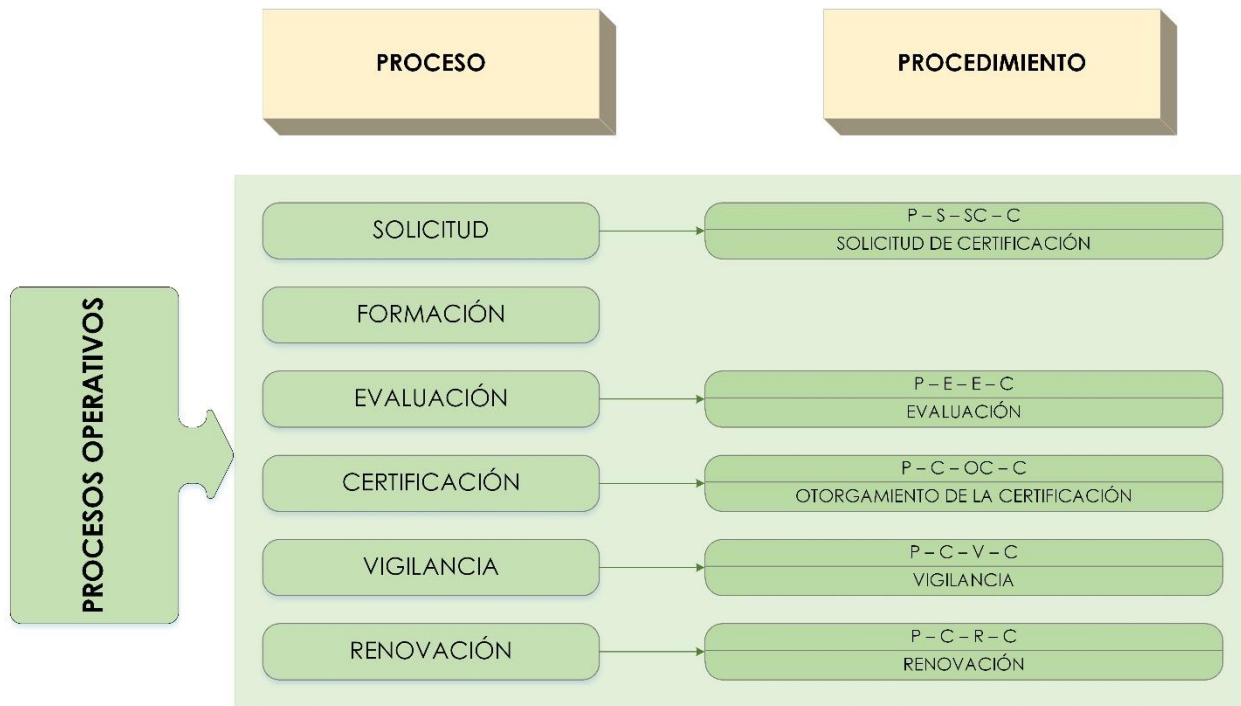 PROCESO
PROCEDIMIENTO
PROCESOS OPERATIVOS
SOLICITUD
P – S – SC – C
SOLICITUD DE CERTIFICACIÓN
FORMACIÓN
EVALUACIÓN
P – E – E – C
EVALUACIÓN
CERTIFICACIÓN
P – C – OC – C
OTORGAMIENTO DE LA CERTIFICACIÓN
VIGILANCIA
P – C – V – C
VIGILANCIA
RENOVACIÓN
P – C – R – C
RENOVACIÓN